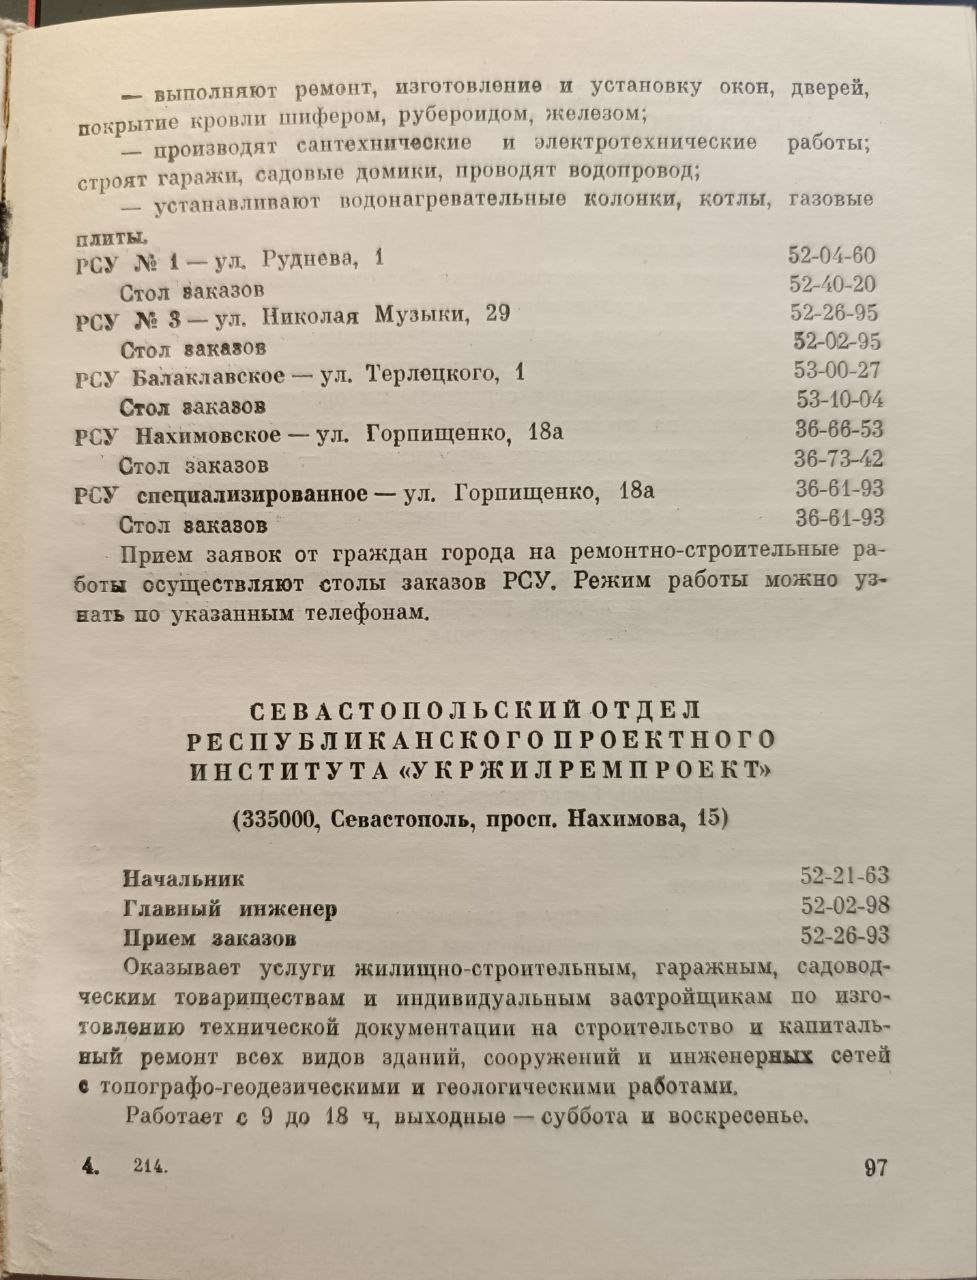 — выполняют ремонт, изготовление и установку окон, дверей,
покрытие кровли шифером, рубероидом, железом;
— производят сантехнические и электротехнические работы;
строят гаражи, садовые домики, проводят водопровод;
— устанавливают водонагревательные колонки, котлы, газовые
плиты.
РСУ № 1 — ул. Руднева, 1 52-04-60
Стол заказов 52-40-20
РСУ № 3 — ул. Николая Музыки, 29 52-26-95
Стол заказов 52-02-95
РСУ Балаклавское — ул. Терлецкого, 1 53-00-27
Стол заказов 53-10-04
РСУ Нахимовское — ул. Горпищенко, 18а 36-66-53
Стол заказов 36-73-42
РСУ специализированное — ул. Горпищенко, 18а 36-61-93
Стол заказов 36-61-93
Прием заявок от граждан города на ремонтно-строительные ра-
боты осуществляют столы заказов РСУ. Режим работы можно уз-
нать по указанным телефонам.
СЕВАСТОПОЛЬСКИЙ ОТДЕЛ
РЕСПУБЛИКАНСКОГО ПРОЕКТНОГО
ИНСТИТУТА «УКРЖИЛРЕМПРОЕКТ»
(335000, Севастополь, просп. Нахимова, 15)
Начальник 52-21-63
Главный инженер 52-02-98
Прием заказов 52-26-93
Оказывает услуги жилищно-строительным, гаражным, садовод-
ческим товариществам и индивидуальным застройщикам по изго-
товлению технической документации на строительство и капиталь-
ный ремонт всех видов зданий, сооружений и инженерных сетей
с топографо-геодезическими и геологическими работами.
Работает с 9 до 18 ч, выходные — суббота и воскресенье.
4. 214. 97